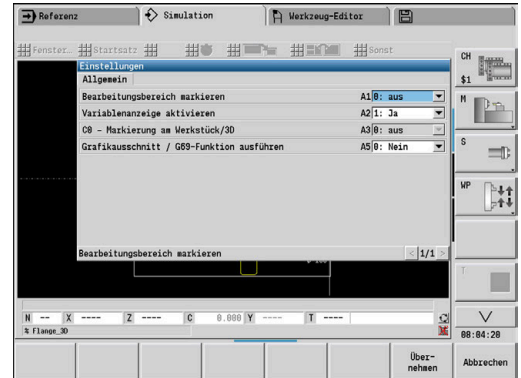 Referenz Simulation Werkzeug-Editor
Fenster… Startsatz Sonst
Einstellungen
Allgemein
Bearbeitungsbereich markieren A1 0: aus
Variablenanzeige aktivieren A2 1: Ja
C0 - Markierung am Werkstück/3D A3 0: aus
Grafikausschnitt / G69-Funktion ausführen A5 0: Nein
Bearbeitungsbereich markieren < 1/1 >
N -- X ---- Z ---- C 0.000 Y ---- T ----
% Flange_3D
CH
$1
M
S
WP
T
08:04:20
Über-
nehmen
Abbrechen